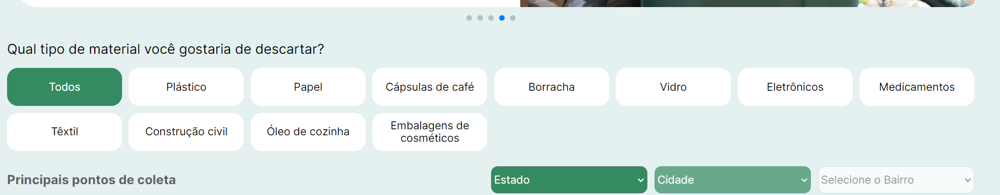 Qual tipo de material você gostaria de descartar?
Todos
Plástico
Papel
Cápsulas de café
Borracha
Vidro
Eletrônicos
Medicamentos
Têxtil
Construção civil
Óleo de cozinha
Embalagens de
cosméticos
Principais pontos de coleta
Estado
Cidade
Selecione o Bairro